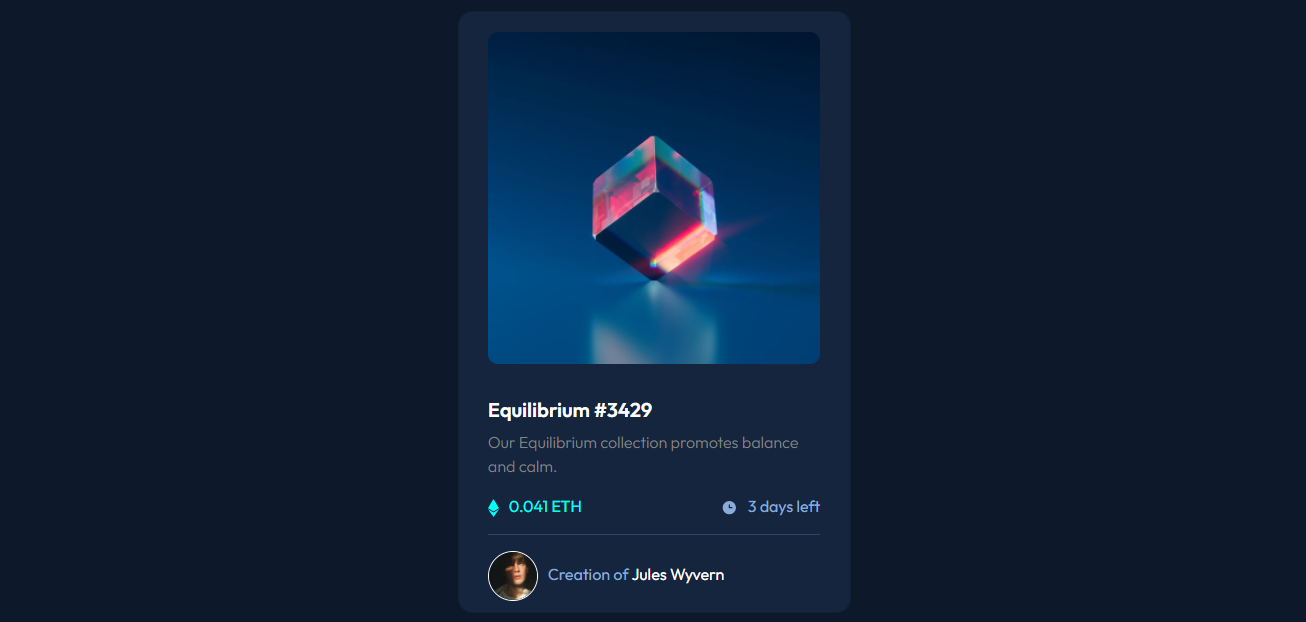 Equilibrium #3429
Our Equilibrium collection promotes balance
and calm.
0.041 ETH
3 days left
Creation of Jules Wyvern